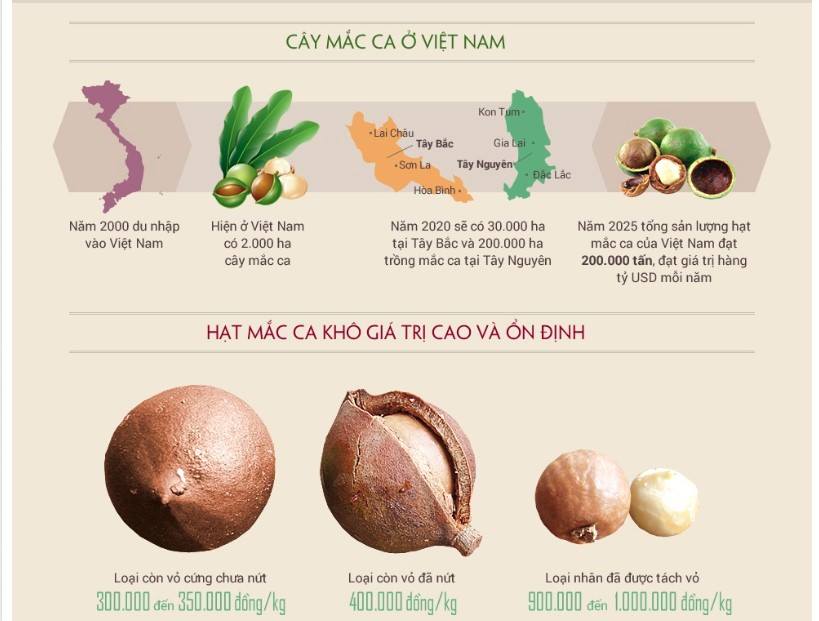 CÂY MẮC CA Ở VIỆT NAM
Kon Tum
Lai Châu
Tây Bắc
Gia Lai
Sơn La
Tây Nguyên
Đắc Lắc
Hòa Bình
Năm 2000 du nhập
vào Việt Nam
Hiện ở Việt Nam
có 2.000 ha
cây mắc ca
Năm 2020 sẽ có 30.000 ha
tại Tây Bắc và 200.000 ha
trồng mắc ca tại Tây Nguyên
Năm 2025 tổng sản lượng hạt
mắc ca của Việt Nam đạt
200.000 tấn, đạt giá trị hàng
tỷ USD mỗi năm
HẠT MẮC CA KHÔ GIÁ TRỊ CAO VÀ ỔN ĐỊNH
Loại còn vỏ cứng chưa nứt
300.000 đến 350.000 đồng/kg
Loại còn vỏ đã nứt
400.000 đồng/kg
Loại nhân đã được tách vỏ
900.000 đến 1.000.000 đồng/kg